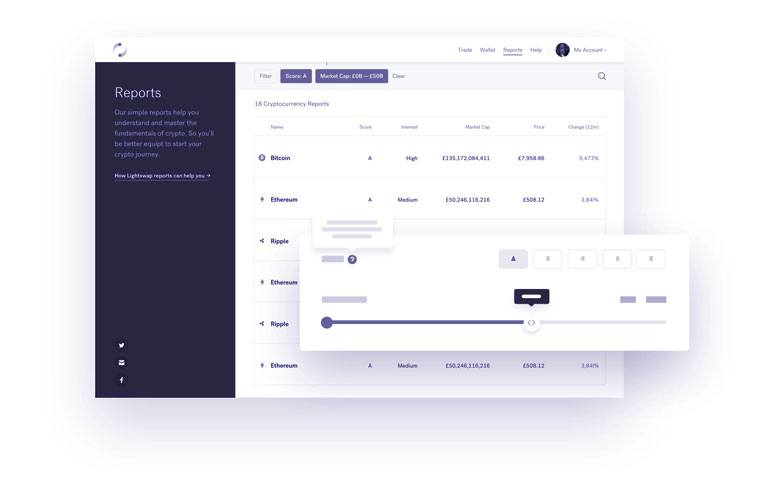 Trade Wallet Reports Help My Account
Reports
Our simple reports help you
understand and master the
fundamentals of crypto. So you'll
be better equipt to start your
crypto journey.
How Lightswap reports can help you →
Filter Score: A Market Cap: £0B — £50B Clear
18 Cryptocurrency Reports
Name Score Interest Market Cap Price Change (12m)
Bitcoin A High £135,172,084,411 £7,958.86 9,473%
Ethereum A Medium £50,246,116,216 £508.12 3,841%
Ripple
?
A
Ethereum
Ripple
Ethereum A Medium £50,246,116,216 £508.12 3,841%